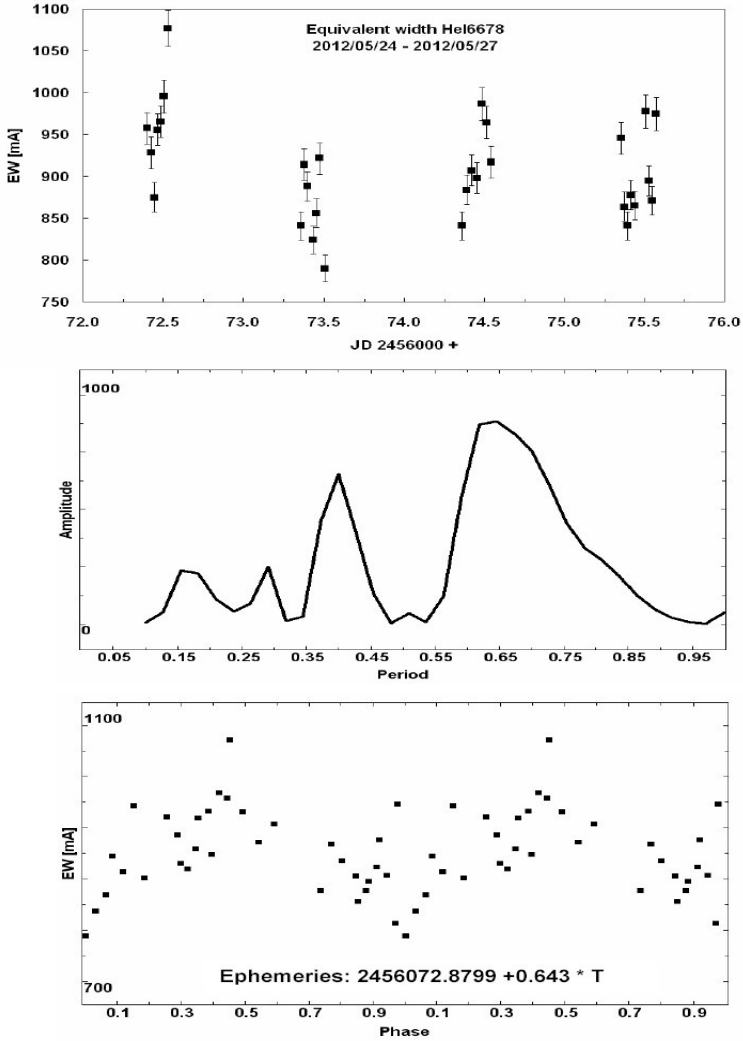 Equivalent width HeI6678
2012/05/24 - 2012/05/27
EW [mA]
1100
1050
1000
950
900
850
800
750
72.0 72.5 73.0 73.5 74.0 74.5 75.0 75.5 76.0
JD 2456000 +
1000
Amplitude
0
0.05 0.15 0.25 0.35 0.45 0.55 0.65 0.75 0.85 0.95
Period
1100
EW [mA]
700
Ephemeries: 2456072.8799 +0.643 * T
0.1 0.3 0.5 0.7 0.9 0.1 0.3 0.5 0.7 0.9
Phase